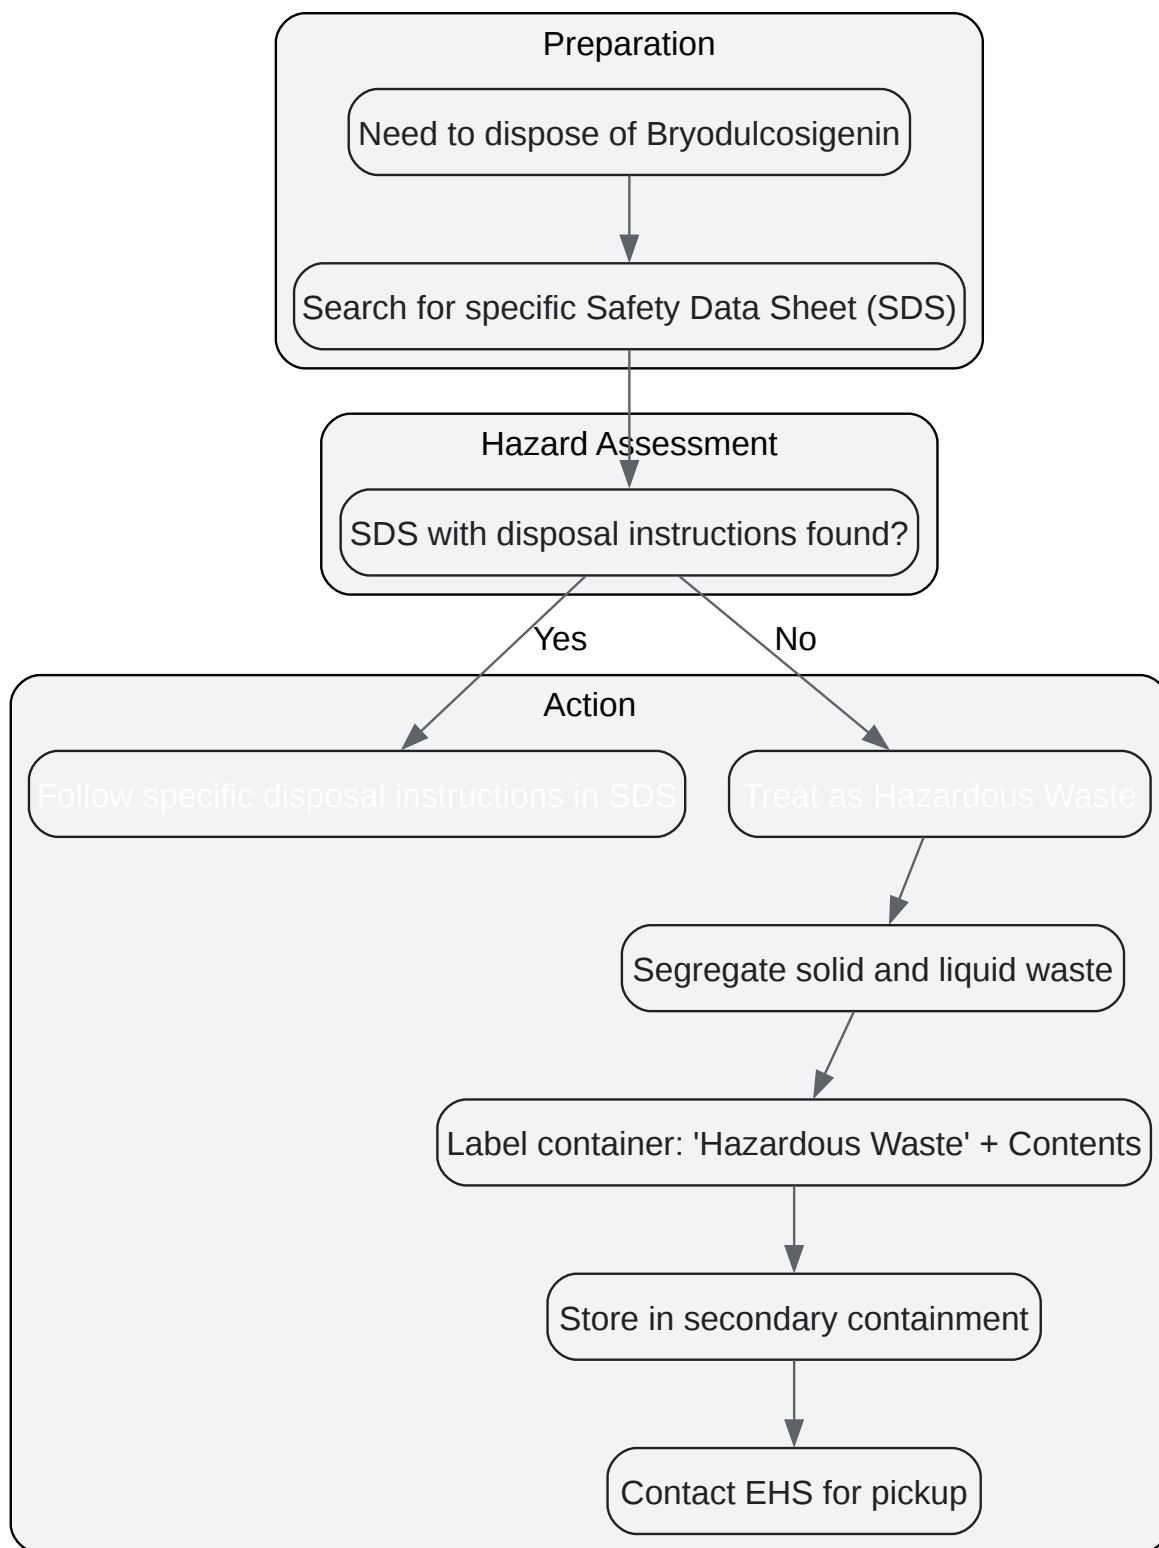 Preparation
Need to dispose of Bryodulcosigenin
Search for specific Safety Data Sheet (SDS)
Hazard Assessment
SDS with disposal instructions found?
Yes
No
Action
Follow specific disposal instructions in SDS
Treat as Hazardous Waste
Segregate solid and liquid waste
Label container: 'Hazardous Waste' + Contents
Store in secondary containment
Contact EHS for pickup